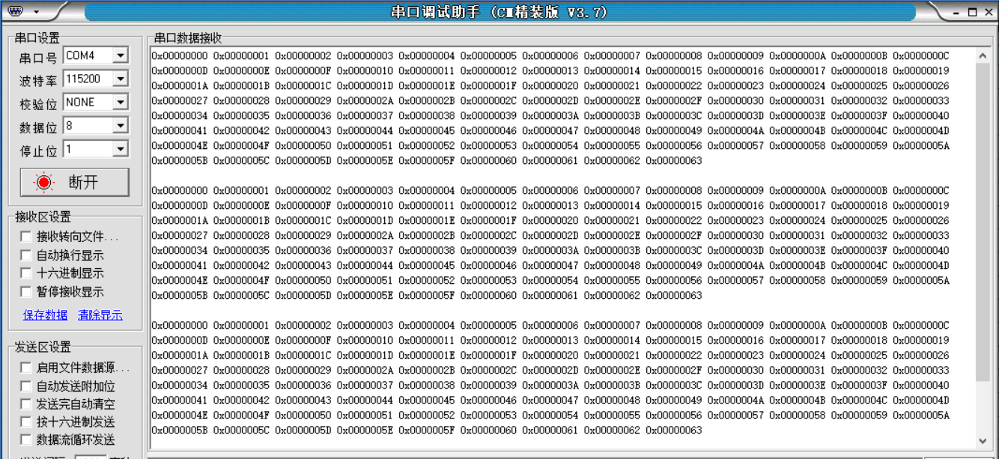 串口调试助手 (CM精装版 V3.7)
串口设置
串口号 COM4
波特率 115200
校验位 NONE
数据位 8
停止位 1
断开
接收区设置
接收转向文件...
自动换行显示
十六进制显示
暂停接收显示
保存数据 清除显示
发送区设置
启用文件数据源...
自动发送附加位
发送完自动清空
按十六进制发送
数据流循环发送
串口数据接收
0x00000000 0x00000001 0x00000002 0x00000003 0x00000004 0x00000005 0x00000006 0x00000007 0x00000008 0x00000009 0x0000000A 0x0000000B 0x0000000C
0x0000000D 0x0000000E 0x0000000F 0x00000010 0x00000011 0x00000012 0x00000013 0x00000014 0x00000015 0x00000016 0x00000017 0x00000018 0x00000019
0x0000001A 0x0000001B 0x0000001C 0x0000001D 0x0000001E 0x0000001F 0x00000020 0x00000021 0x00000022 0x00000023 0x00000024 0x00000025 0x00000026
0x00000027 0x00000028 0x00000029 0x0000002A 0x0000002B 0x0000002C 0x0000002D 0x0000002E 0x0000002F 0x00000030 0x00000031 0x00000032 0x00000033
0x00000034 0x00000035 0x00000036 0x00000037 0x00000038 0x00000039 0x0000003A 0x0000003B 0x0000003C 0x0000003D 0x0000003E 0x0000003F 0x00000040
0x00000041 0x00000042 0x00000043 0x00000044 0x00000045 0x00000046 0x00000047 0x00000048 0x00000049 0x0000004A 0x0000004B 0x0000004C 0x0000004D
0x0000004E 0x0000004F 0x00000050 0x00000051 0x00000052 0x00000053 0x00000054 0x00000055 0x00000056 0x00000057 0x00000058 0x00000059 0x0000005A
0x0000005B 0x0000005C 0x0000005D 0x0000005E 0x0000005F 0x00000060 0x00000061 0x00000062 0x00000063
0x00000000 0x00000001 0x00000002 0x00000003 0x00000004 0x00000005 0x00000006 0x00000007 0x00000008 0x00000009 0x0000000A 0x0000000B 0x0000000C
0x0000000D 0x0000000E 0x0000000F 0x00000010 0x00000011 0x00000012 0x00000013 0x00000014 0x00000015 0x00000016 0x00000017 0x00000018 0x00000019
0x0000001A 0x0000001B 0x0000001C 0x0000001D 0x0000001E 0x0000001F 0x00000020 0x00000021 0x00000022 0x00000023 0x00000024 0x00000025 0x00000026
0x00000027 0x00000028 0x00000029 0x0000002A 0x0000002B 0x0000002C 0x0000002D 0x0000002E 0x0000002F 0x00000030 0x00000031 0x00000032 0x00000033
0x00000034 0x00000035 0x00000036 0x00000037 0x00000038 0x00000039 0x0000003A 0x0000003B 0x0000003C 0x0000003D 0x0000003E 0x0000003F 0x00000040
0x00000041 0x00000042 0x00000043 0x00000044 0x00000045 0x00000046 0x00000047 0x00000048 0x00000049 0x0000004A 0x0000004B 0x0000004C 0x0000004D
0x0000004E 0x0000004F 0x00000050 0x00000051 0x00000052 0x00000053 0x00000054 0x00000055 0x00000056 0x00000057 0x00000058 0x00000059 0x0000005A
0x0000005B 0x0000005C 0x0000005D 0x0000005E 0x0000005F 0x00000060 0x00000061 0x00000062 0x00000063
0x00000000 0x00000001 0x00000002 0x00000003 0x00000004 0x00000005 0x00000006 0x00000007 0x00000008 0x00000009 0x0000000A 0x0000000B 0x0000000C
0x0000000D 0x0000000E 0x0000000F 0x00000010 0x00000011 0x00000012 0x00000013 0x00000014 0x00000015 0x00000016 0x00000017 0x00000018 0x00000019
0x0000001A 0x0000001B 0x0000001C 0x0000001D 0x0000001E 0x0000001F 0x00000020 0x00000021 0x00000022 0x00000023 0x00000024 0x00000025 0x00000026
0x00000027 0x00000028 0x00000029 0x0000002A 0x0000002B 0x0000002C 0x0000002D 0x0000002E 0x0000002F 0x00000030 0x00000031 0x00000032 0x00000033
0x00000034 0x00000035 0x00000036 0x00000037 0x00000038 0x00000039 0x0000003A 0x0000003B 0x0000003C 0x0000003D 0x0000003E 0x0000003F 0x00000040
0x00000041 0x00000042 0x00000043 0x00000044 0x00000045 0x00000046 0x00000047 0x00000048 0x00000049 0x0000004A 0x0000004B 0x0000004C 0x0000004D
0x0000004E 0x0000004F 0x00000050 0x00000051 0x00000052 0x00000053 0x00000054 0x00000055 0x00000056 0x00000057 0x00000058 0x00000059 0x0000005A
0x0000005B 0x0000005C 0x0000005D 0x0000005E 0x0000005F 0x00000060 0x00000061 0x00000062 0x00000063